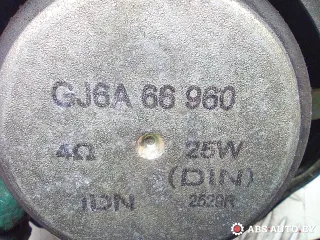 GJ6A 66 960
4Ω 25W
(DIN)
IDN 2529R
ABS-AUTO.BY